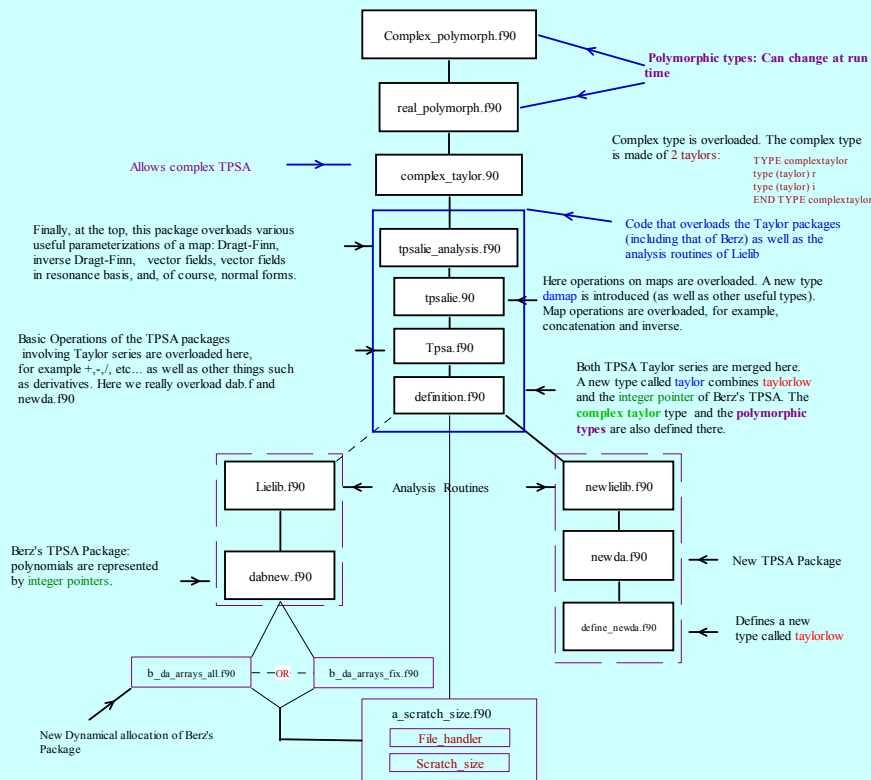 Complex_polymorph.f90
Polymorphic types: Can change at run
time
real_polymorph.f90
Complex type is overloaded. The complex type
is made of 2 taylors:
TYPE complextaylor
type (taylor) r
type (taylor) i
END TYPE complextaylor
Allows complex TPSA
complex_taylor.90
Finally, at the top, this package overloads various
useful parameterizations of a map: Dragt-Finn,
inverse Dragt-Finn, vector fields, vector fields
in resonance basis, and, of course, normal forms.
tpsalie_analysis.f90
Code that overloads the Taylor packages
(including that of Berz) as well as the
analysis routines of Lielib
tpsalie.90
Here operations on maps are overloaded. A new type
damap is introduced (as well as other useful types).
Map operations are overloaded, for example,
concatenation and inverse.
Basic Operations of the TPSA packages
involving Taylor series are overloaded here,
for example +,-,/, etc... as well as other things such
as derivatives. Here we really overload dab.f and
newda.f90
Tpsa.f90
definition.f90
Both TPSA Taylor series are merged here.
A new type called taylor combines taylorlow
and the integer pointer of Berz's TPSA. The
complex taylor type and the polymorphic
types are also defined there.
Lielib.f90
Analysis Routines
newlielib.f90
Berz's TPSA Package:
polynomials are represented
by integer pointers.
dabnew.f90
newda.f90
New TPSA Package
define_newda.f90
Defines a new
type called taylorlow
b_da_arrays_all.f90
OR
b_da_arrays_fix.f90
New Dynamical allocation of Berz's
Package
a_scratch_size.f90
File_handler
Scratch_size